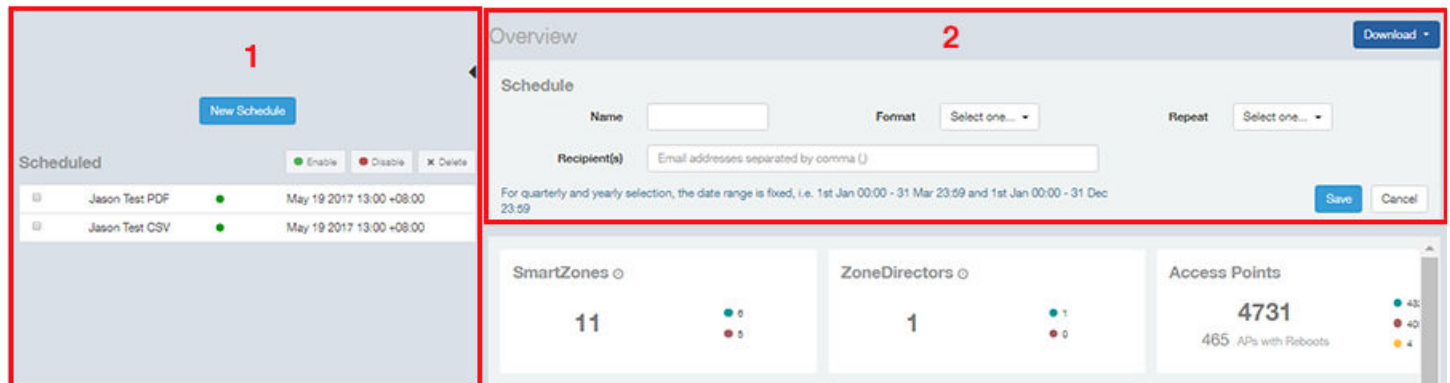 1
New Schedule
Scheduled
Enable Disable x Delete
Jason Test PDF May 19 2017 13:00 +08:00
Jason Test CSV May 19 2017 13:00 +08:00
Overview 2 Download
Schedule
Name Format Select one... Repeat Select one...
Recipient(s) Email addresses separated by comma (,)
For quarterly and yearly selection, the date range is fixed, i.e. 1st Jan 00:00 - 31 Mar 23:59 and 1st Jan 00:00 - 31 Dec
23:59
Save Cancel
SmartZones ZoneDirectors Access Points
11 6 1 1 4731
5 0 465 APs with Reboots
4